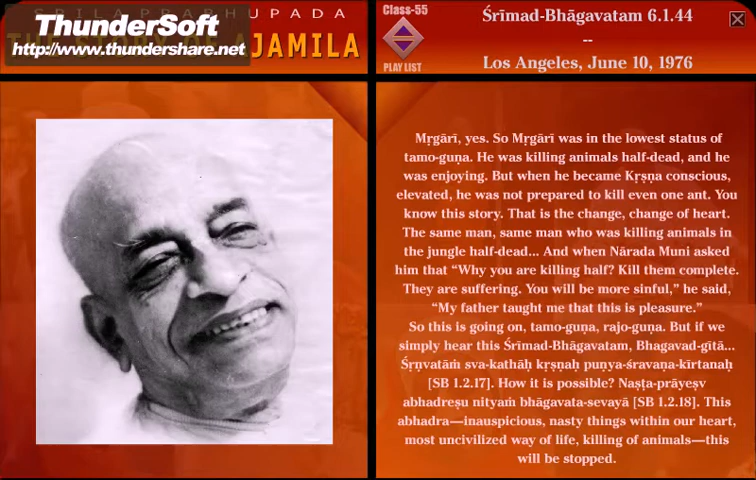 SRILA PRABHUPADA
THE STORY OF AJAMILA
ThunderSoft
http://www.thundershare.net
Class-55
PLAY LIST
Śrīmad-Bhāgavatam 6.1.44
--
Los Angeles, June 10, 1976
Mṛgārī, yes. So Mṛgārī was in the lowest status of
tamo-guṇa. He was killing animals half-dead, and he
was enjoying. But when he became Kṛṣṇa conscious,
elevated, he was not prepared to kill even one ant. You
know this story. That is the change, change of heart.
The same man, same man who was killing animals in
the jungle half-dead... And when Nārada Muni asked
him that “Why you are killing half? Kill them complete.
They are suffering. You will be more sinful,” he said,
“My father taught me that this is pleasure.”
So this is going on, tamo-guṇa, rajo-guṇa. But if we
simply hear this Śrīmad-Bhāgavatam, Bhagavad-gītā...
Śṛṇvatāṁ sva-kathāḥ kṛṣṇaḥ puṇya-śravaṇa-kīrtanaḥ
[SB 1.2.17]. How it is possible? Naṣṭa-prāyeṣv
abhadreṣu nityaṁ bhāgavata-sevayā [SB 1.2.18]. This
abhadra—inauspicious, nasty things within our heart,
most uncivilized way of life, killing of animals—this
will be stopped.